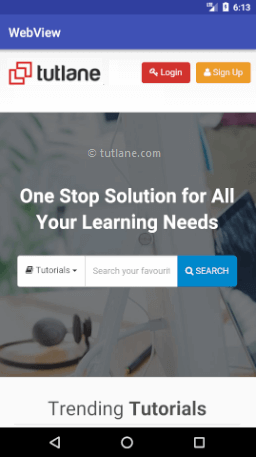 6:13
WebView
tutlane
Login
Sign Up
© tutlane.com
One Stop Solution for All
Your Learning Needs
Tutorials
Search your favourit
SEARCH
Trending Tutorials